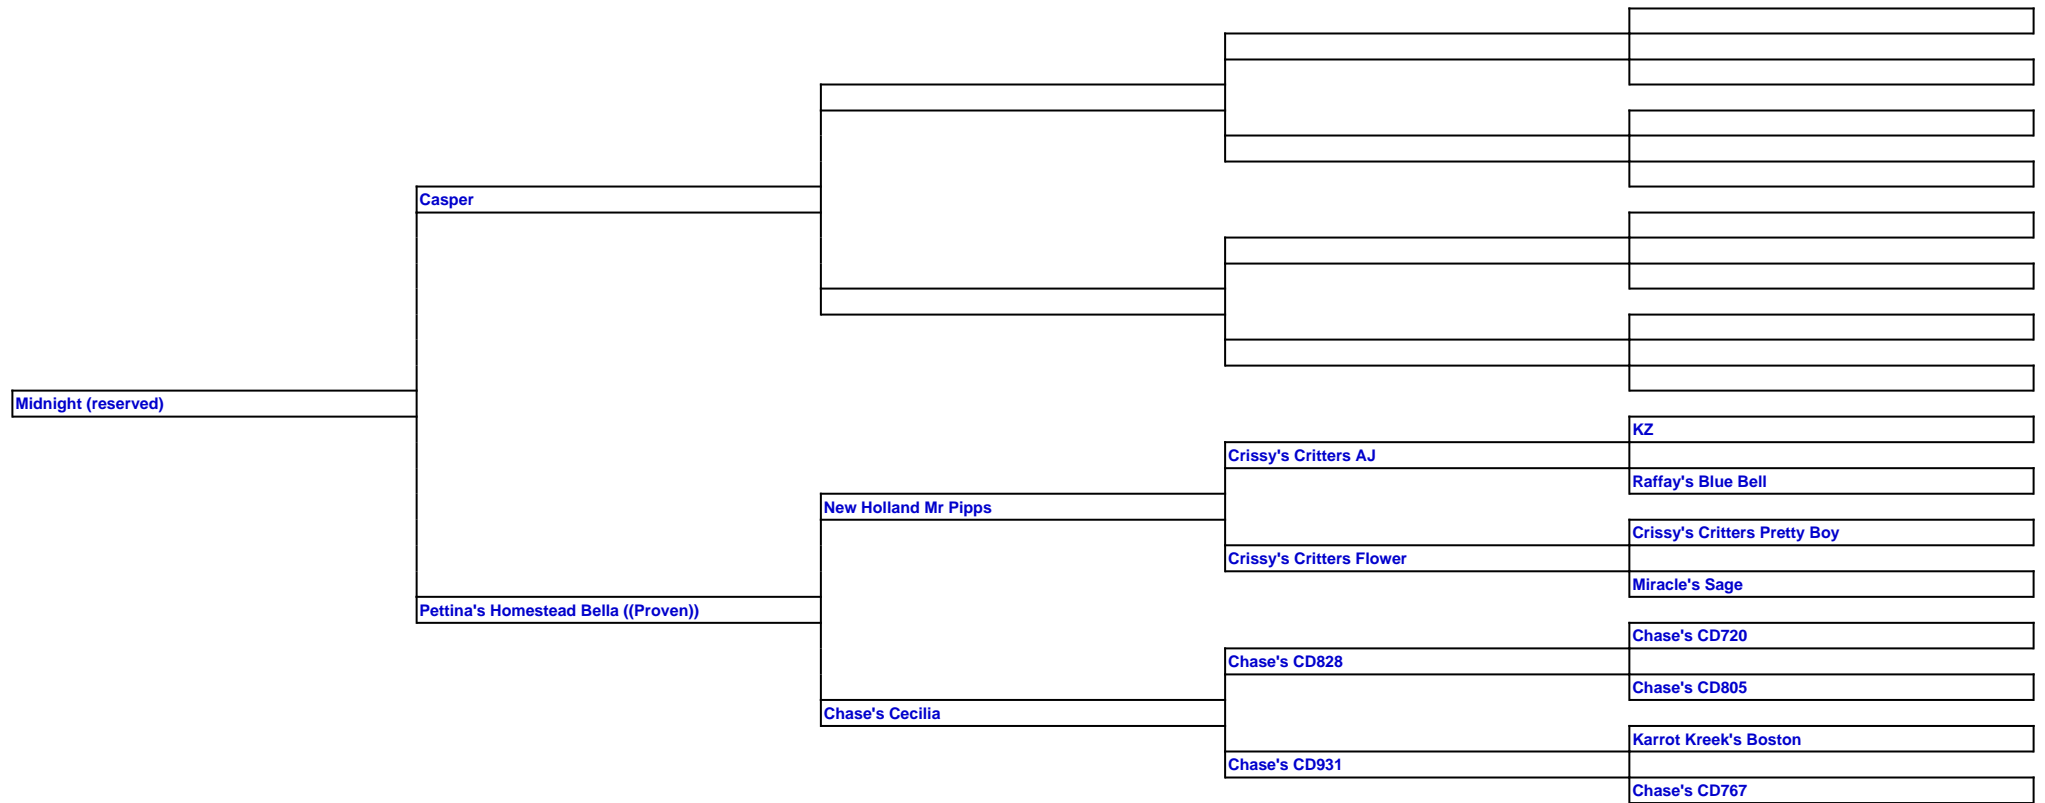 Casper
Midnight (reserved)
KZ
Crissy's Critters AJ
Raffay's Blue Bell
New Holland Mr Pipps
Crissy's Critters Pretty Boy
Crissy's Critters Flower
Miracle's Sage
Pettina's Homestead Bella ((Proven))
Chase's CD720
Chase's CD828
Chase's CD805
Chase's Cecilia
Karrot Kreek's Boston
Chase's CD931
Chase's CD767